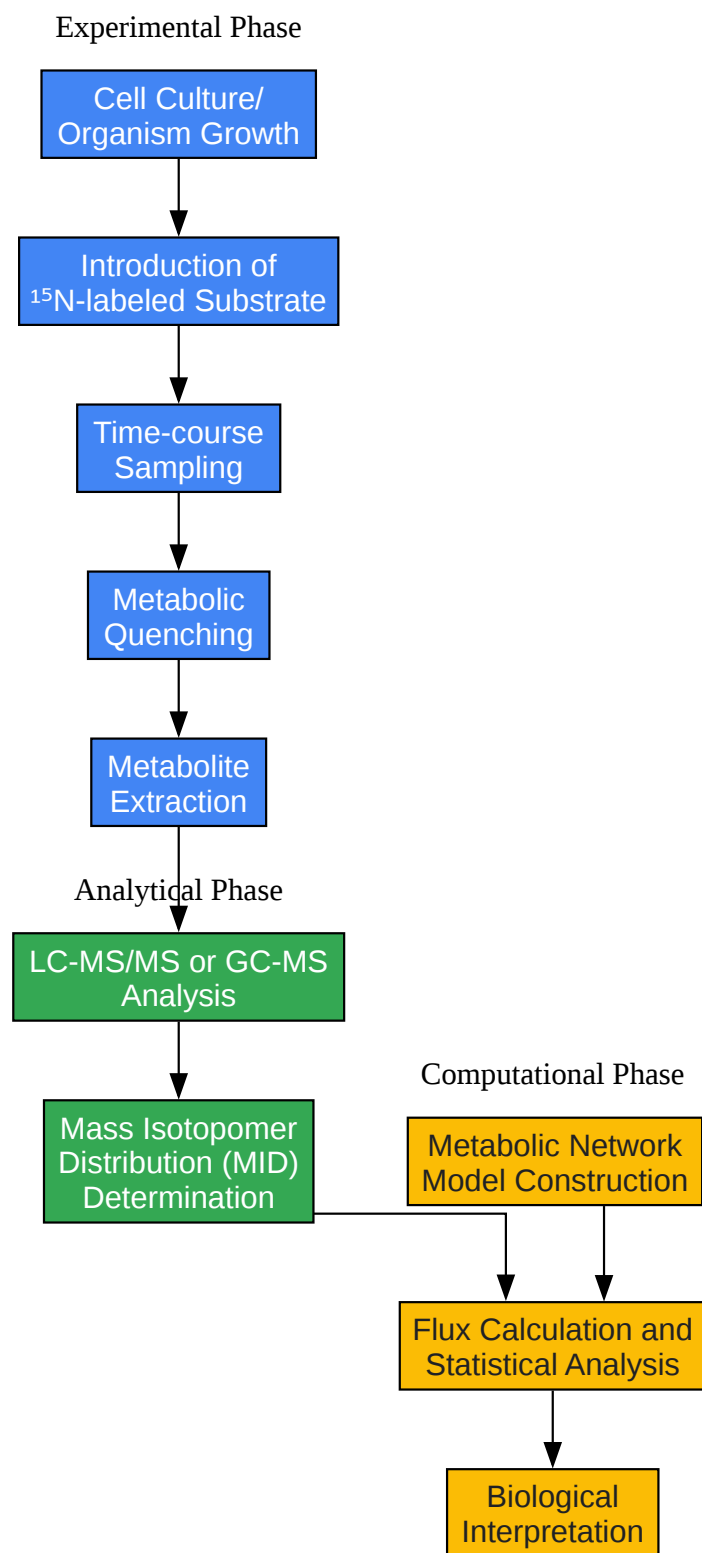 Experimental Phase
Cell Culture/
Organism Growth
Introduction of
¹⁵N-labeled Substrate
Time-course
Sampling
Metabolic
Quenching
Metabolite
Extraction
Analytical Phase
LC-MS/MS or GC-MS
Analysis
Mass Isotopomer
Distribution (MID)
Determination
Computational Phase
Metabolic Network
Model Construction
Flux Calculation and
Statistical Analysis
Biological
Interpretation